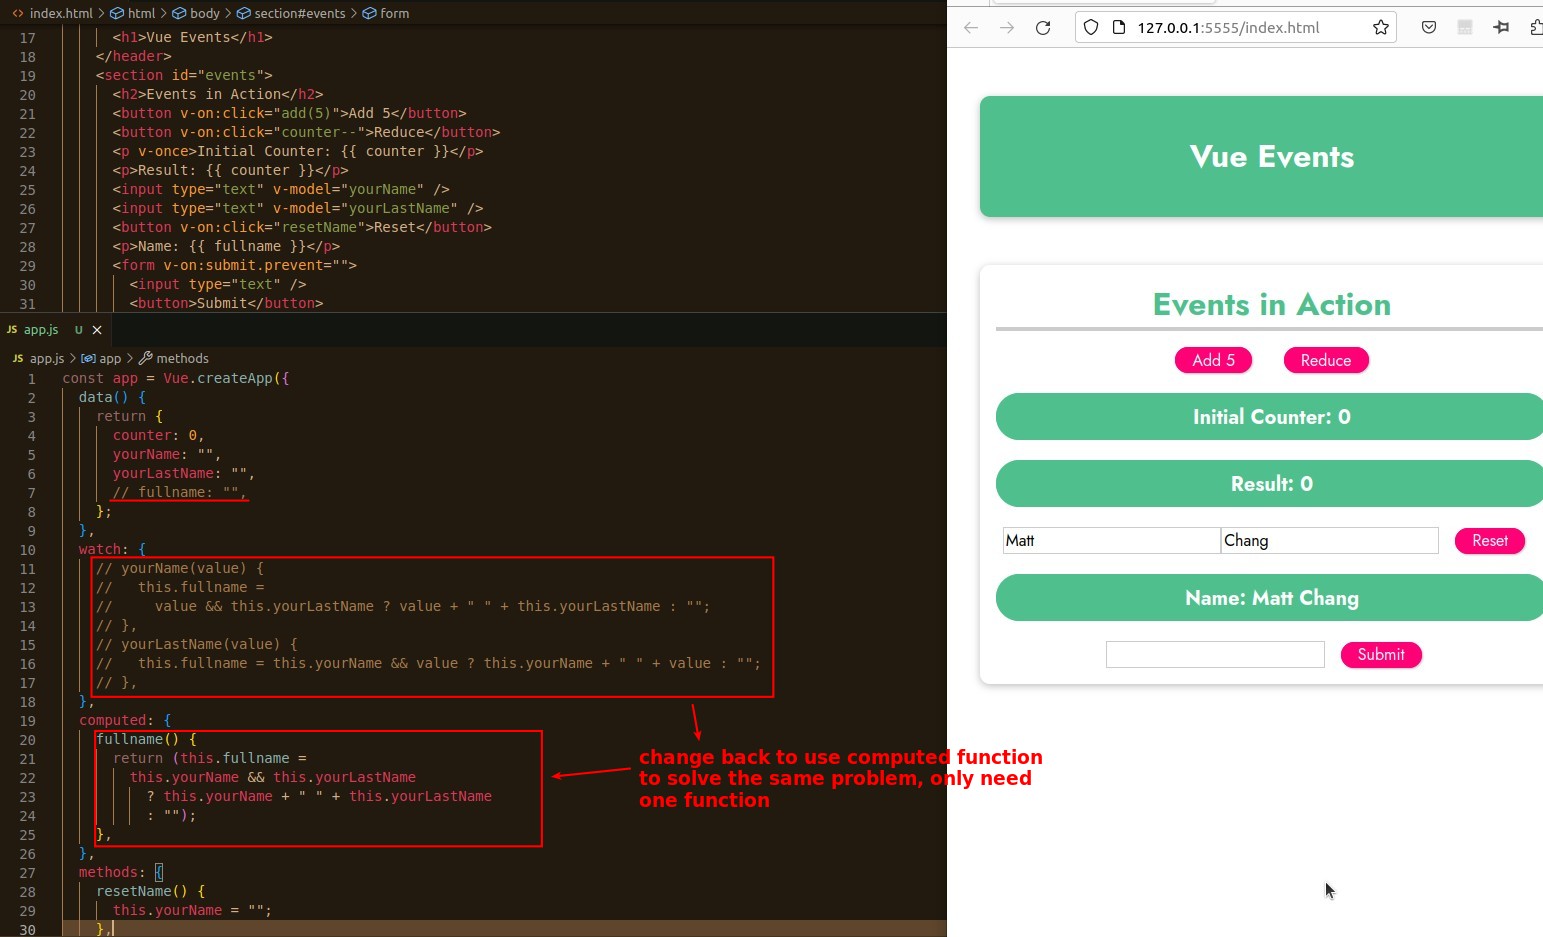 index.html > html > body > section#events > form
17 <h1>Vue Events</h1>
18 </header>
19 <section id="events">
20 <h2>Events in Action</h2>
21 <button v-on:click="add(5)">Add 5</button>
22 <button v-on:click="counter--">Reduce</button>
23 <p v-once>Initial Counter: {{ counter }}</p>
24 <p>Result: {{ counter }}</p>
25 <input type="text" v-model="yourName" />
26 <input type="text" v-model="yourLastName" />
27 <button v-on:click="resetName">Reset</button>
28 <p>Name: {{ fullname }}</p>
29 <form v-on:submit.prevent="">
30 <input type="text" />
31 <button>Submit</button>
JS app.js U
JS app.js > app > methods
1 const app = Vue.createApp({
2 data() {
3 return {
4 counter: 0,
5 yourName: "",
6 yourLastName: "",
7 // fullname: "",
8 };
9 },
10 watch: {
11 // yourName(value) {
12 //   this.fullname =
13 //     value && this.yourLastName ? value + " " + this.yourLastName : "";
14 // },
15 // yourLastName(value) {
16 //   this.fullname = this.yourName && value ? this.yourName + " " + value : "";
17 // },
18 },
19 computed: {
20 fullname() {
21 return (this.fullname =
22 this.yourName && this.yourLastName
23 ? this.yourName + " " + this.yourLastName
24 : "");
25 },
26 },
27 methods: {
28 resetName() {
29 this.yourName = "";
30 },
change back to use computed function
to solve the same problem, only need
one function
127.0.0.1:5555/index.html
Vue Events
Events in Action
Add 5 Reduce
Initial Counter: 0
Result: 0
Matt Chang Reset
Name: Matt Chang
Submit